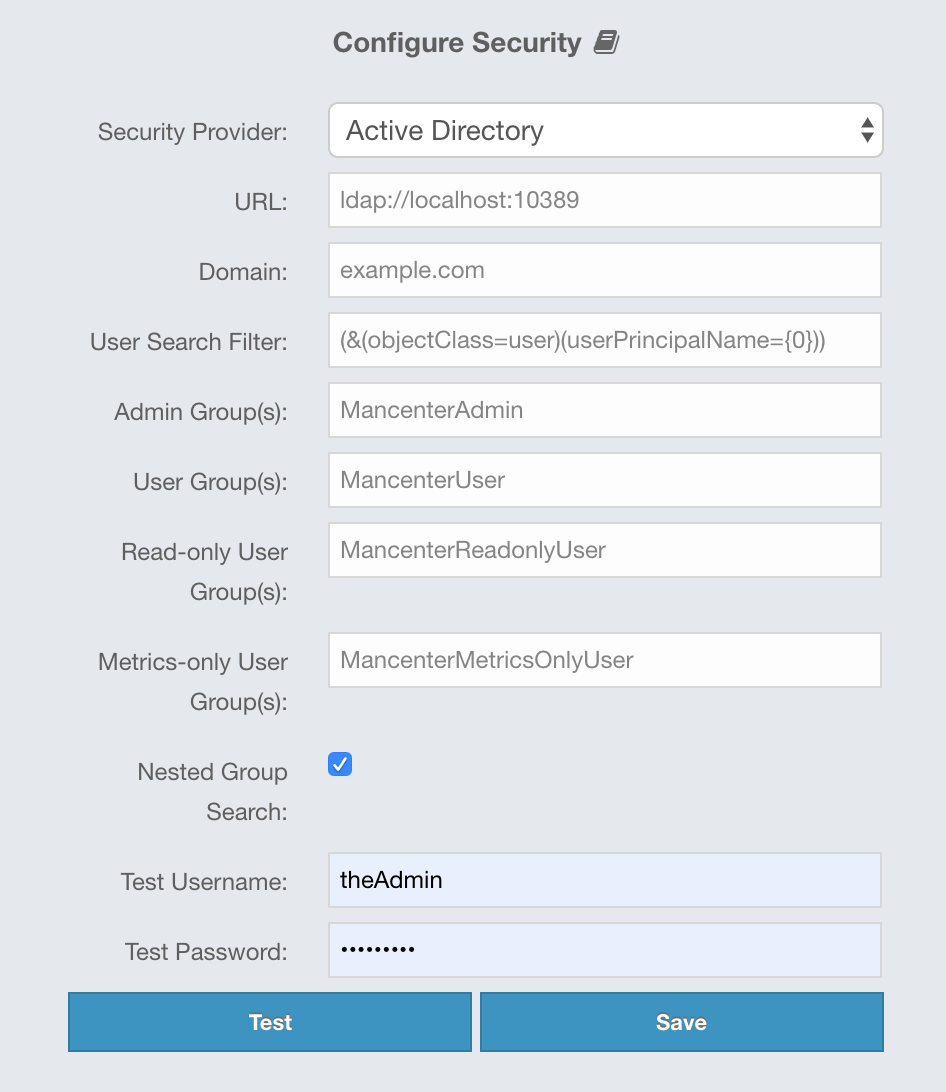 Configure Security
Security Provider: Active Directory
URL: ldap://localhost:10389
Domain: example.com
User Search Filter: (&(objectClass=user)(userPrincipalName={0}))
Admin Group(s): MancenterAdmin
User Group(s): MancenterUser
Read-only User MancenterReadonlyUser
Group(s):
Metrics-only User MancenterMetricsOnlyUser
Group(s):
Nested Group
Search:
Test Username: theAdmin
Test Password: •••••••••
Test Save